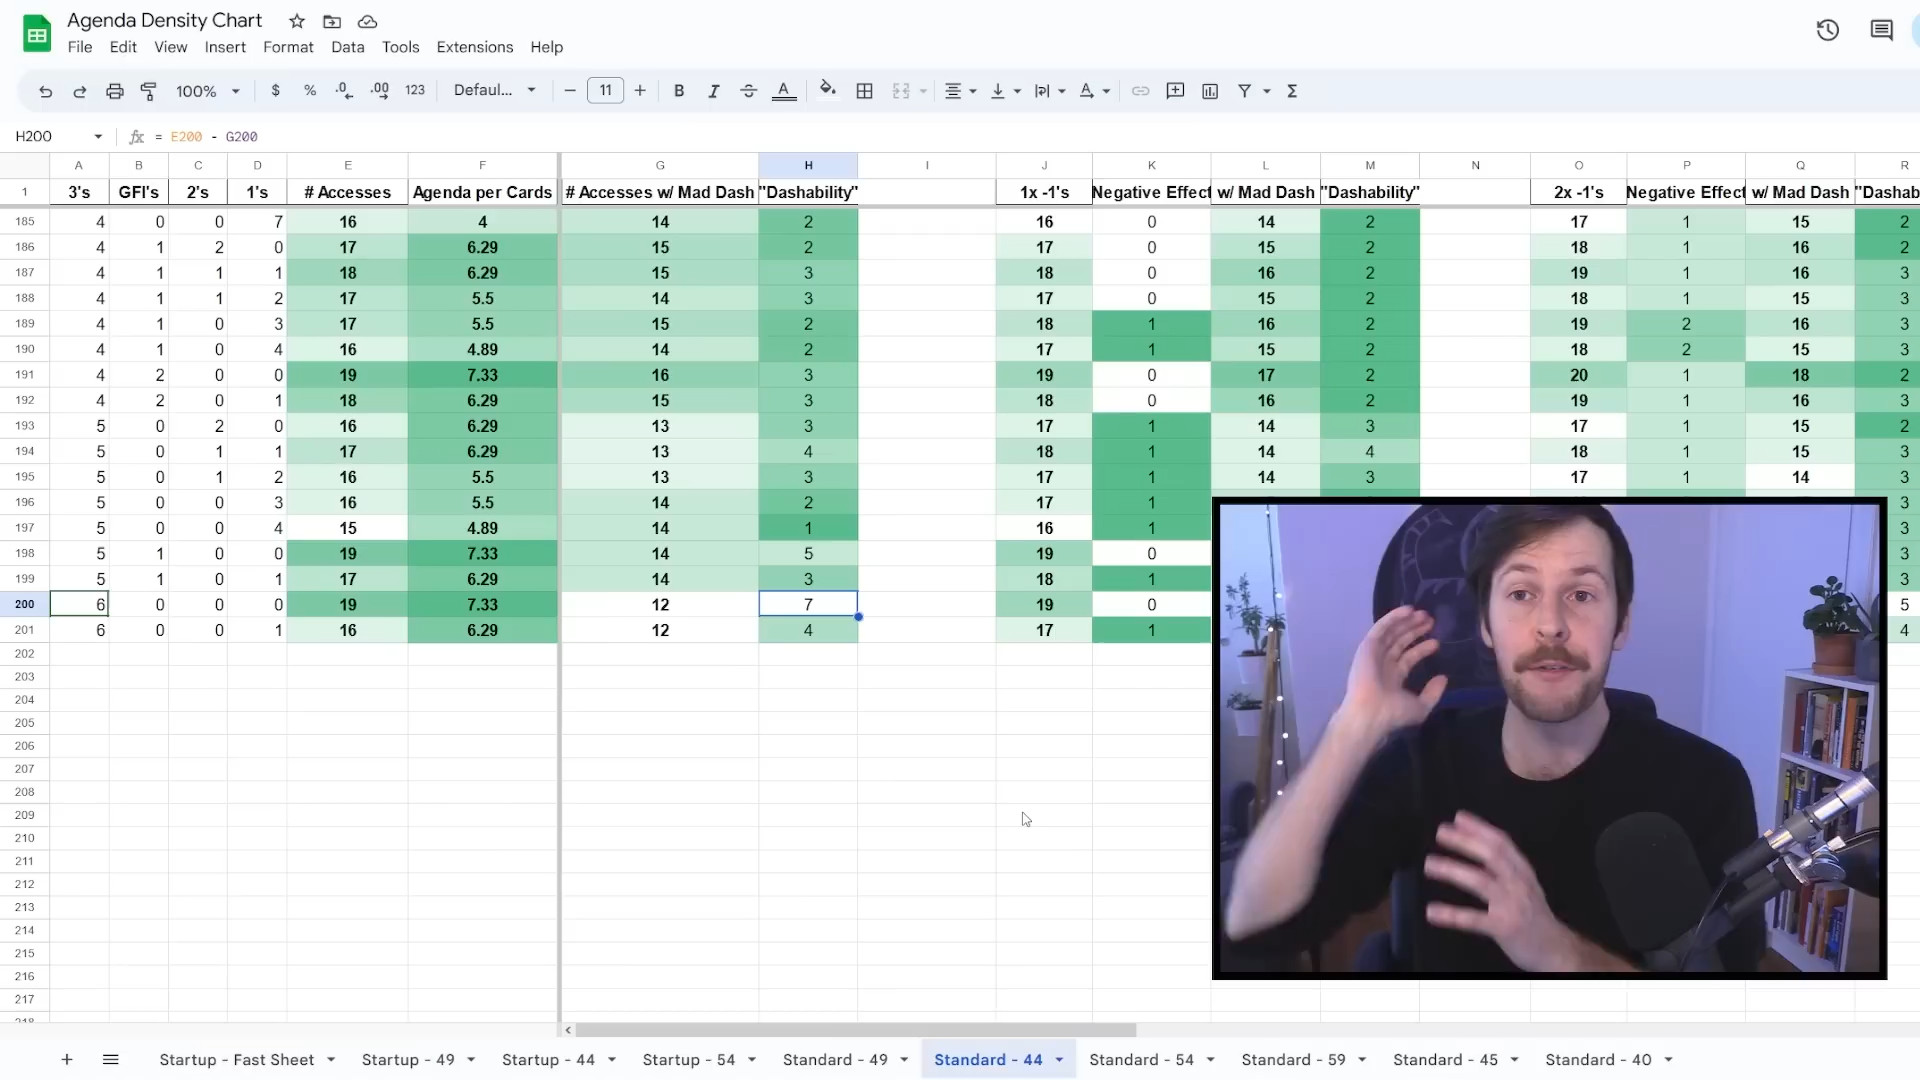 Agenda Density Chart
File Edit View Insert Format Data Tools Extensions Help
100% $ % .0 .00 123 Defaul... 11 B I A A Σ
H200 fx = E200 - G200
A B C D E F G H I J K L M N O P Q R
1 3's GFI's 2's 1's # Accesses Agenda per Cards # Accesses w/ Mad Dash "Dashability" 1x -1's Negative Effect w/ Mad Dash "Dashability" 2x -1's Negative Effect w/ Mad Dash "Dashab
185 4 0 0 7 16 4 14 2 16 0 14 2 17 1 15 2
186 4 1 2 0 17 6.29 15 2 17 0 15 2 18 1 16 2
187 4 1 1 1 18 6.29 15 3 18 0 16 2 19 1 16 3
188 4 1 1 2 17 5.5 14 3 17 0 15 2 18 1 15 3
189 4 1 0 3 17 5.5 15 2 18 1 16 2 19 2 16 3
190 4 1 0 4 16 4.89 14 2 17 1 15 2 18 2 15 3
191 4 2 0 0 19 7.33 16 3 19 0 17 2 20 1 18 2
192 4 2 0 1 18 6.29 15 3 18 0 16 2 19 1 16 3
193 5 0 2 0 16 6.29 13 3 17 1 14 3 17 1 15 2
194 5 0 1 1 17 6.29 13 4 18 1 14 4 18 1 15 3
195 5 0 1 2 16 5.5 13 3 17 1 14 3 17 1 14 3
196 5 0 0 3 16 5.5 14 2 17 1 3
197 5 0 0 4 15 4.89 14 1 16 1 3
198 5 1 0 0 19 7.33 14 5 19 0 3
199 5 1 0 1 17 6.29 14 3 18 1 3
200 6 0 0 0 19 7.33 12 7 19 0 5
201 6 0 0 1 16 6.29 12 4 17 1 4
202
203
204
205
206
207
208
209
210
211
212
213
214
215
216
217
218
+ Startup - Fast Sheet Startup - 49 Startup - 44 Startup - 54 Standard - 49 Standard - 44 Standard - 54 Standard - 59 Standard - 45 Standard - 40